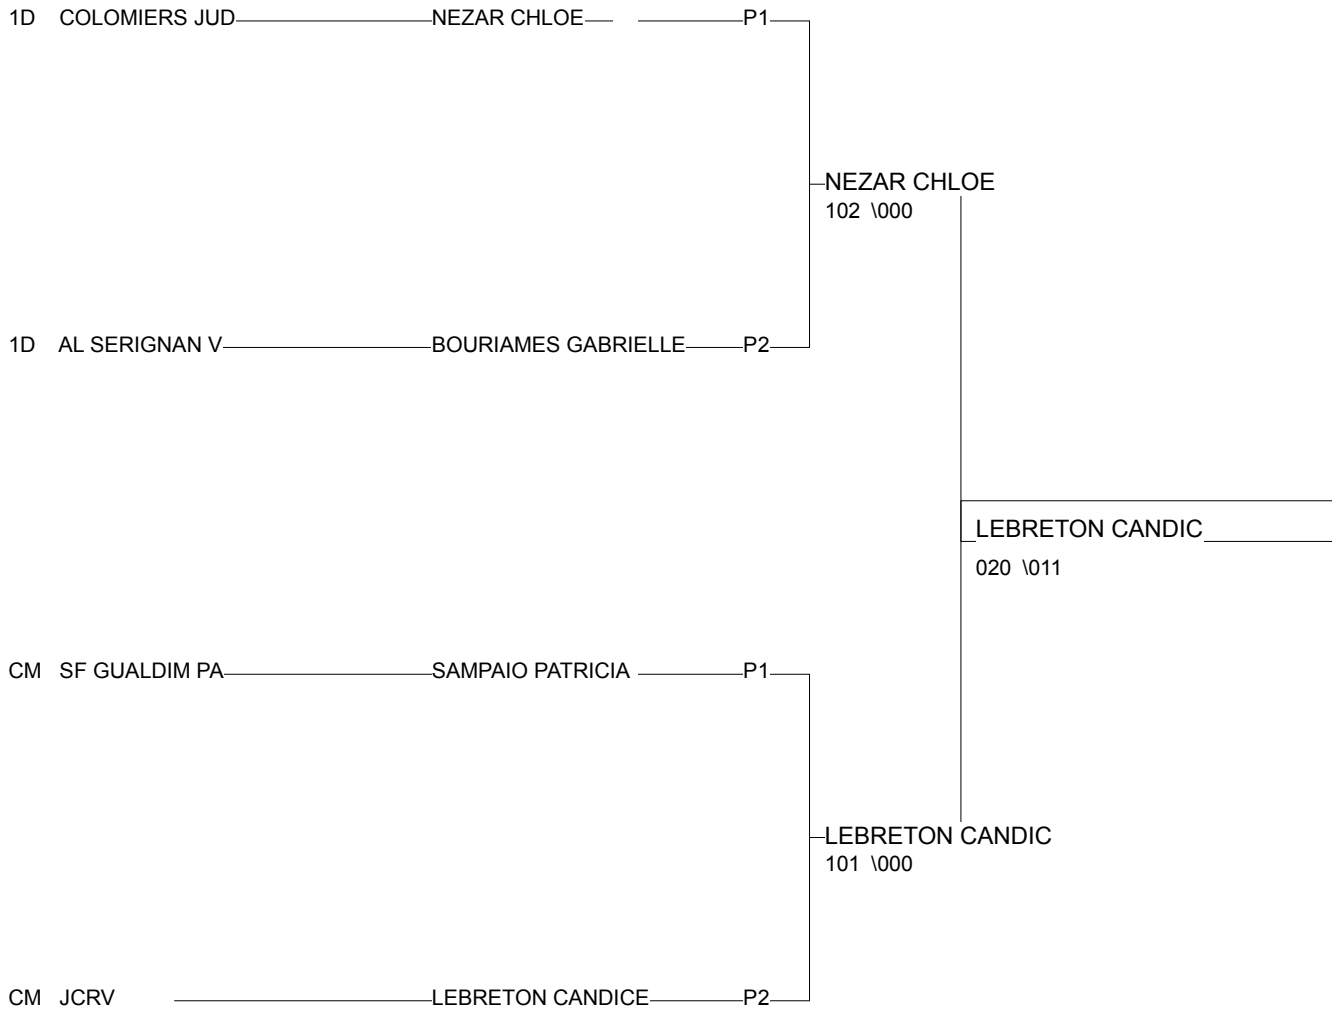 1D COLOMIERS JUD NEZAR CHLOE P1
NEZAR CHLOE
102 \000
1D AL SERIGNAN V BOURIAMES GABRIELLE P2
LEBRETON CANDIC
020 \011
CM SF GUALDIM PA SAMPAIO PATRICIA P1
LEBRETON CANDIC
101 \000
CM JCRV LEBRETON CANDICE P2